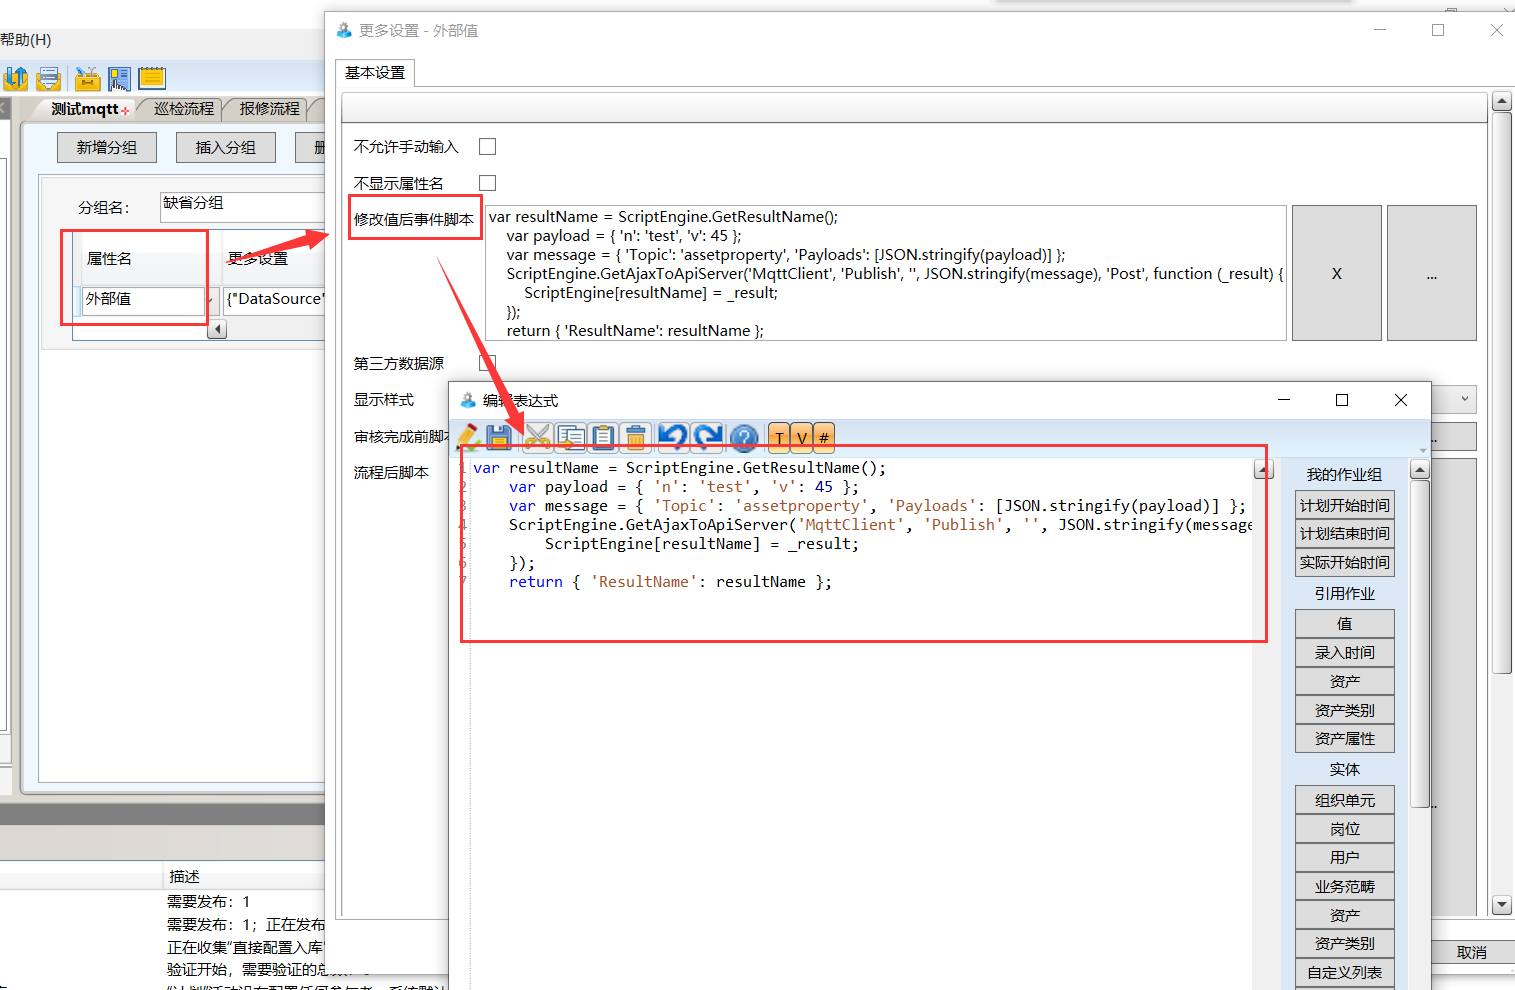 更多设置 - 外部值
帮助(H)
基本设置
测试mqtt
巡检流程
报修流程
新增分组
插入分组
不允许手动输入
不显示属性名
分组名:
缺省分组
修改值后事件脚本
var resultName = ScriptEngine.GetResultName();
var payload = { 'n': 'test', 'v': 45 };
var message = { 'Topic': 'assetproperty', 'Payloads': [JSON.stringify(payload)] };
ScriptEngine.GetAjaxToApiServer('MqttClient', 'Publish', '', JSON.stringify(message), 'Post', function (_result) {
ScriptEngine[resultName] = _result;
});
return { 'ResultName': resultName };
X
...
属性名
更多设置
外部值
{"DataSource"
第三方数据源
显示样式
审核完成前脚本
流程后脚本
编辑表达式
T V #
1 var resultName = ScriptEngine.GetResultName();
2 var payload = { 'n': 'test', 'v': 45 };
3 var message = { 'Topic': 'assetproperty', 'Payloads': [JSON.stringify(payload)] };
4 ScriptEngine.GetAjaxToApiServer('MqttClient', 'Publish', '', JSON.stringify(message
5 ScriptEngine[resultName] = _result;
6 });
7 return { 'ResultName': resultName };
我的作业组
计划开始时间
计划结束时间
实际开始时间
引用作业
值
录入时间
资产
资产类别
资产属性
实体
组织单元
岗位
用户
业务范畴
资产
资产类别
自定义列表
取消
描述
需要发布：1
需要发布：1；正在发布
正在收集“直接配置入库”
验证开始，需要验证的总